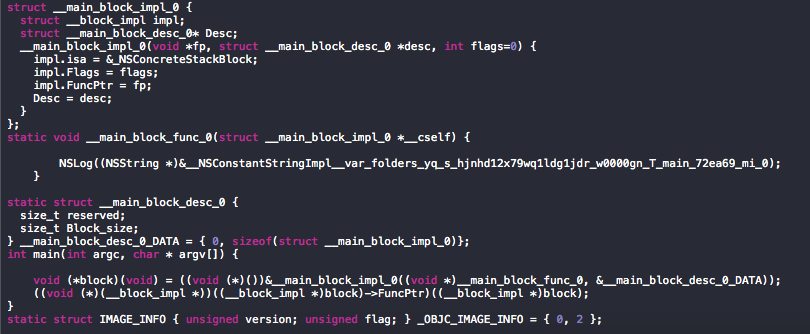 struct __main_block_impl_0 {
  struct __block_impl impl;
  struct __main_block_desc_0* Desc;
  __main_block_impl_0(void *fp, struct __main_block_desc_0 *desc, int flags=0) {
    impl.isa = &_NSConcreteStackBlock;
    impl.Flags = flags;
    impl.FuncPtr = fp;
    Desc = desc;
  }
};
static void __main_block_func_0(struct __main_block_impl_0 *__cself) {
        NSLog((NSString *)&__NSConstantStringImpl__var_folders_yq_s_hjnhd12x79wq1ldg1jdr_w0000gn_T_main_72ea69_mi_0);
    }
static struct __main_block_desc_0 {
  size_t reserved;
  size_t Block_size;
} __main_block_desc_0_DATA = { 0, sizeof(struct __main_block_impl_0)};
int main(int argc, char * argv[]) {
    void (*block)(void) = ((void (*)())&__main_block_impl_0((void *)__main_block_func_0, &__main_block_desc_0_DATA));
    ((void (*)(__block_impl *))((__block_impl *)block)->FuncPtr)((__block_impl *)block);
}
static struct IMAGE_INFO { unsigned version; unsigned flag; } _OBJC_IMAGE_INFO = { 0, 2 };